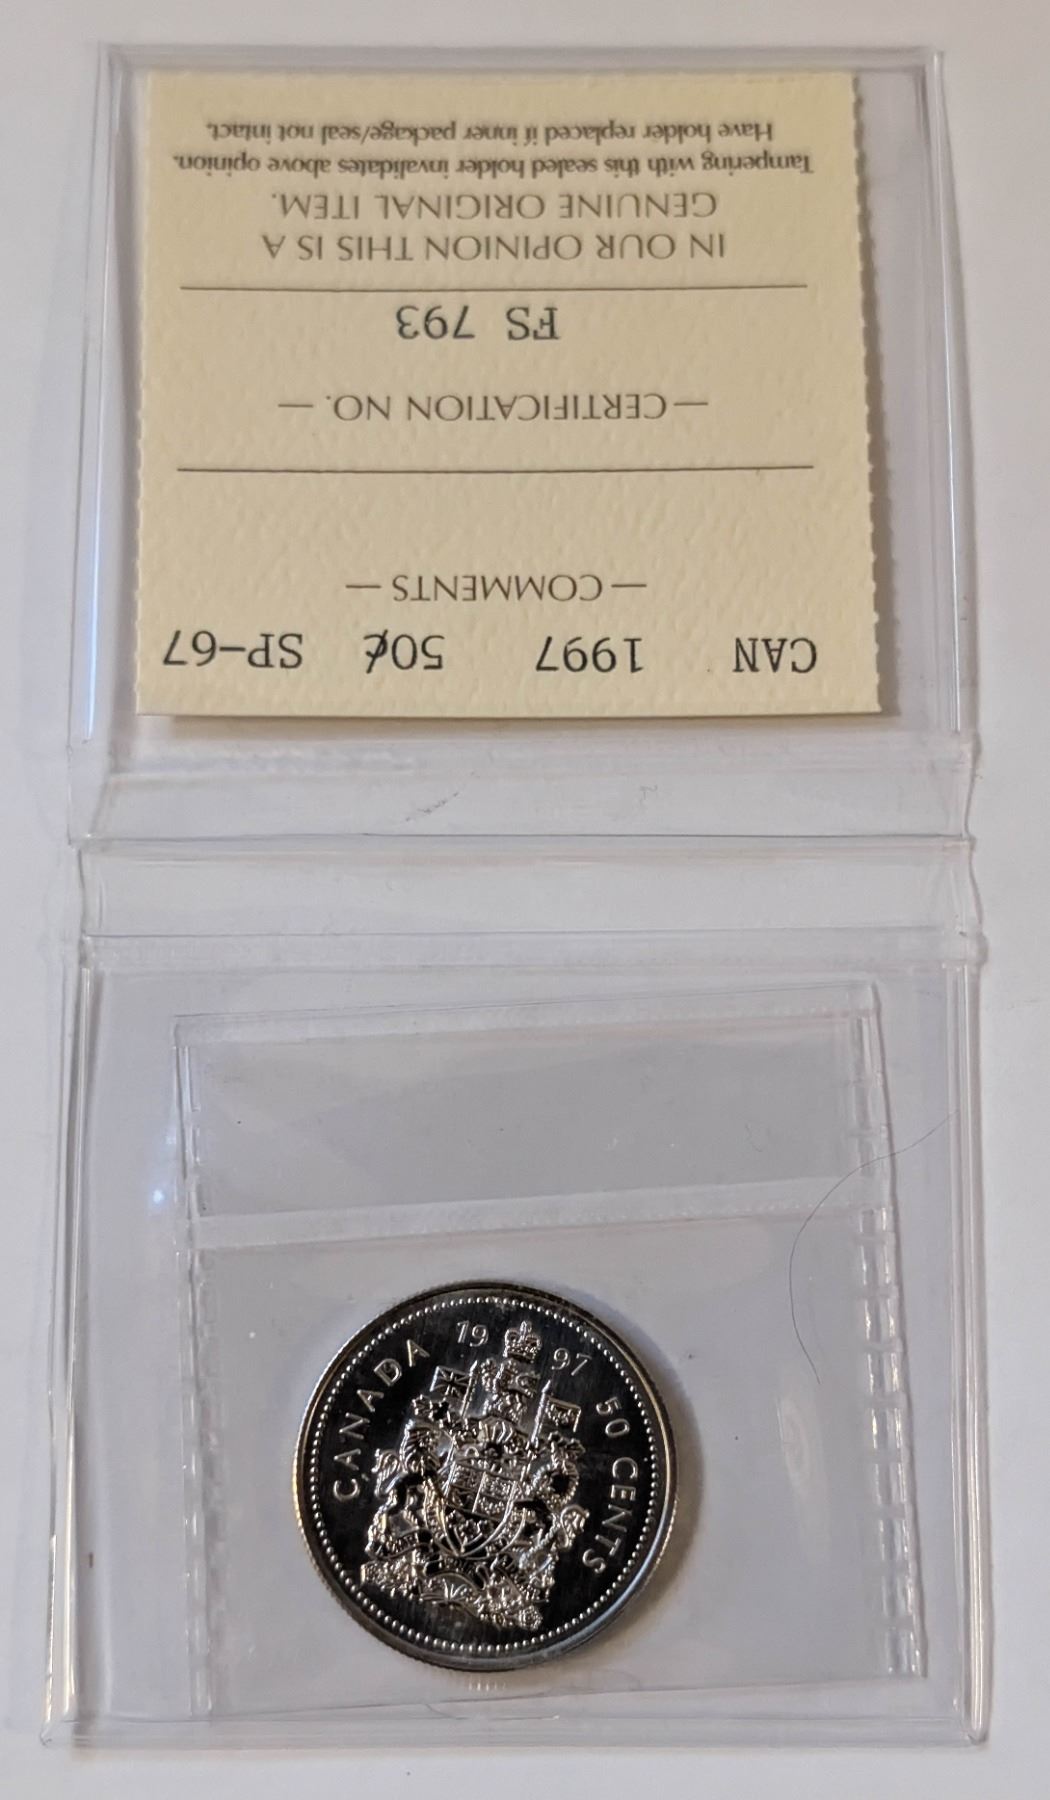 CAN 1997 50¢ SP-67
— COMMENTS —
— CERTIFICATION NO. —
FS 793
IN OUR OPINION THIS IS A
GENUINE ORIGINAL ITEM.
Tampering with this sealed holder invalidates above opinion.
Have holder replaced if inner package/seal not intact.
CANADA 19 97 50 CENTS